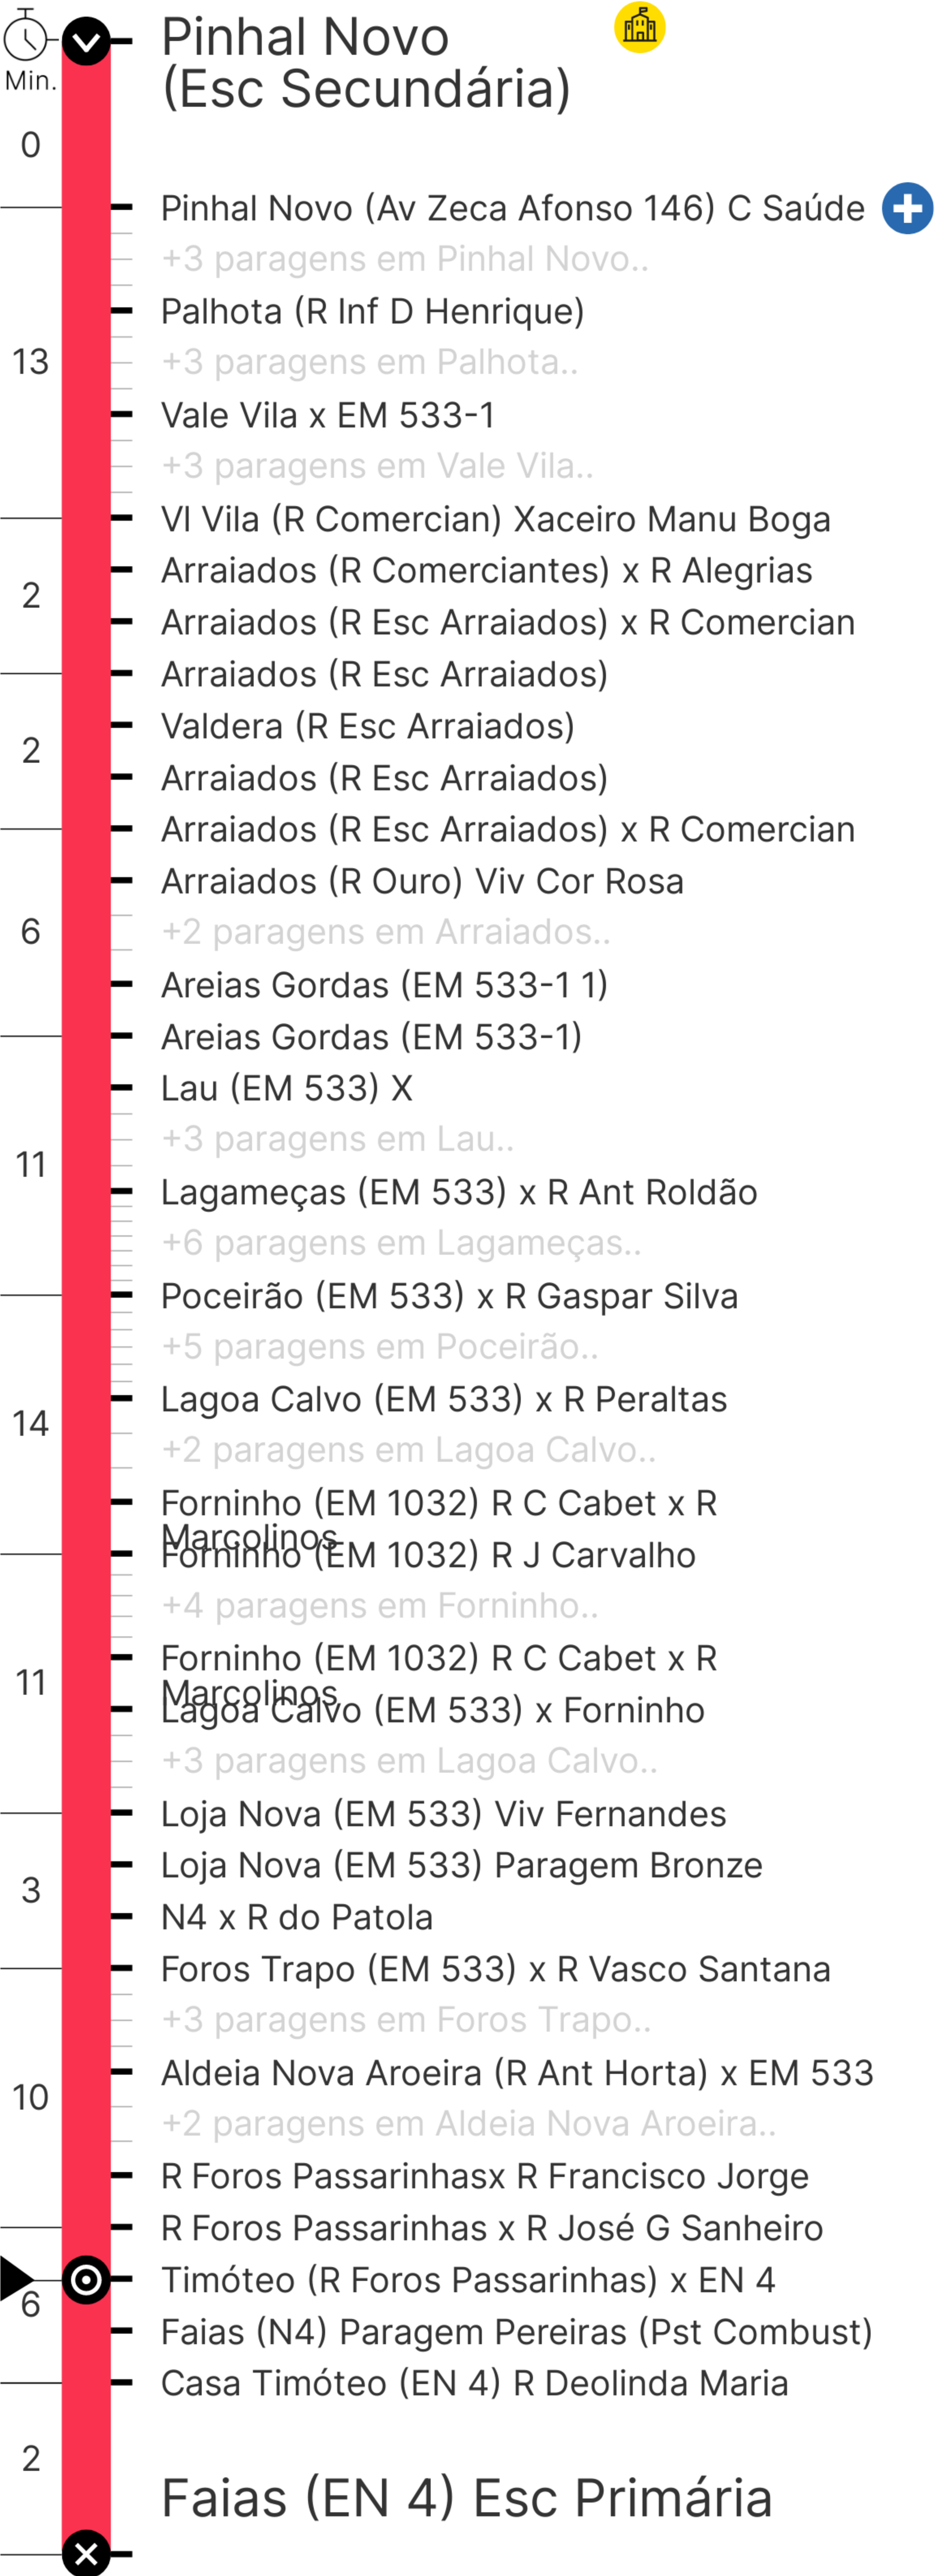 Pinhal Novo
(Esc Secundária)
Min.
0
Pinhal Novo (Av Zeca Afonso 146) C Saúde
+3 paragens em Pinhal Novo..
Palhota (R Inf D Henrique)
13
+3 paragens em Palhota..
Vale Vila x EM 533-1
+3 paragens em Vale Vila..
Vl Vila (R Comercian) Xaceiro Manu Boga
Arraiados (R Comerciantes) x R Alegrias
2
Arraiados (R Esc Arraiados) x R Comercian
Arraiados (R Esc Arraiados)
Valdera (R Esc Arraiados)
2
Arraiados (R Esc Arraiados)
Arraiados (R Esc Arraiados) x R Comercian
Arraiados (R Ouro) Viv Cor Rosa
6
+2 paragens em Arraiados..
Areias Gordas (EM 533-1 1)
Areias Gordas (EM 533-1)
Lau (EM 533) X
+3 paragens em Lau..
11
Lagameças (EM 533) x R Ant Roldão
+6 paragens em Lagameças..
Poceirão (EM 533) x R Gaspar Silva
+5 paragens em Poceirão..
Lagoa Calvo (EM 533) x R Peraltas
14
+2 paragens em Lagoa Calvo..
Forninho (EM 1032) R C Cabet x R
Marcolinos
Forninho (EM 1032) R J Carvalho
+4 paragens em Forninho..
Forninho (EM 1032) R C Cabet x R
11
Marcolinos
Lagoa Calvo (EM 533) x Forninho
+3 paragens em Lagoa Calvo..
Loja Nova (EM 533) Viv Fernandes
Loja Nova (EM 533) Paragem Bronze
3
N4 x R do Patola
Foros Trapo (EM 533) x R Vasco Santana
+3 paragens em Foros Trapo..
Aldeia Nova Aroeira (R Ant Horta) x EM 533
10
+2 paragens em Aldeia Nova Aroeira..
R Foros Passarinhasx R Francisco Jorge
R Foros Passarinhas x R José G Sanheiro
Timóteo (R Foros Passarinhas) x EN 4
6
Faias (N4) Paragem Pereiras (Pst Combust)
Casa Timóteo (EN 4) R Deolinda Maria
2
Faias (EN 4) Esc Primária